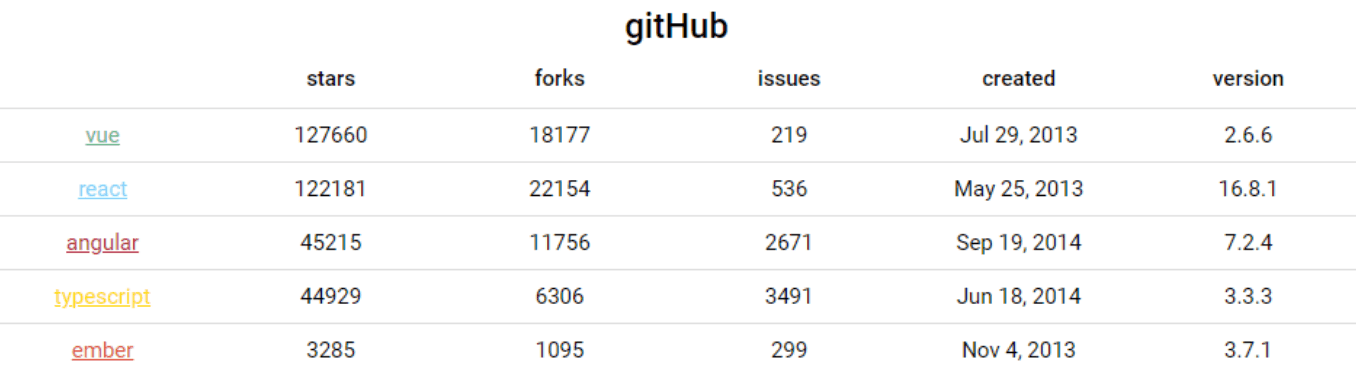 gitHub
stars forks issues created version
vue 127660 18177 219 Jul 29, 2013 2.6.6
react 122181 22154 536 May 25, 2013 16.8.1
angular 45215 11756 2671 Sep 19, 2014 7.2.4
typescript 44929 6306 3491 Jun 18, 2014 3.3.3
ember 3285 1095 299 Nov 4, 2013 3.7.1